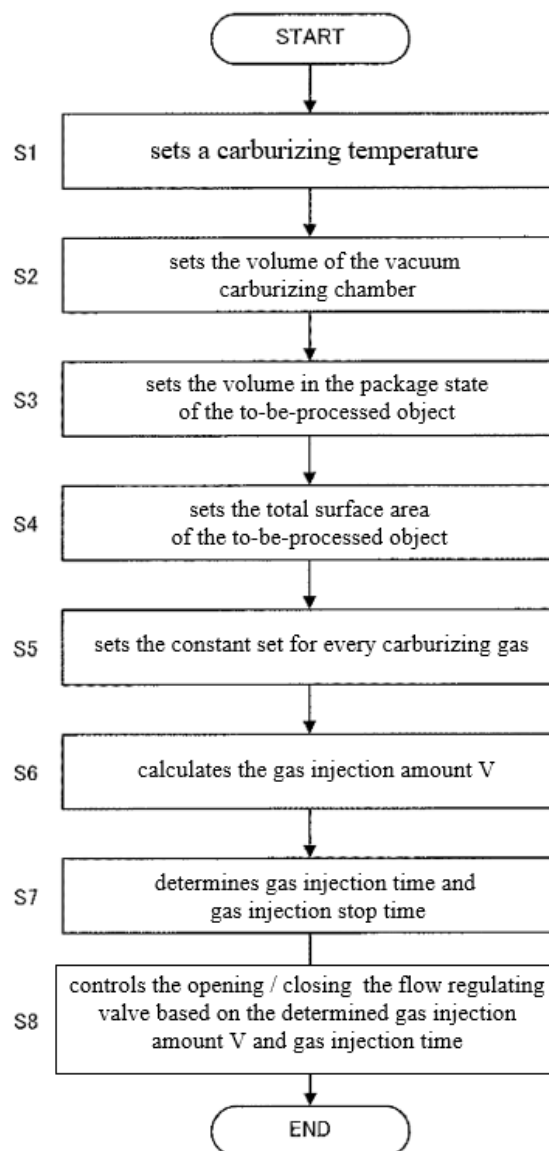 START
S1
sets a carburizing temperature
S2
sets the volume of the vacuum
carburizing chamber
S3
sets the volume in the package state
of the to-be-processed object
S4
sets the total surface area
of the to-be-processed object
S5
sets the constant set for every carburizing gas
S6
calculates the gas injection amount V
S7
determines gas injection time and
gas injection stop time
S8
controls the opening / closing the flow regulating
valve based on the determined gas injection
amount V and gas injection time
END